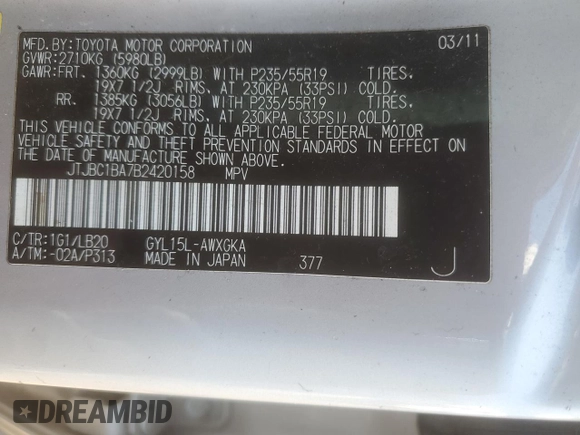 MFD.BY:TOYOTA MOTOR CORPORATION 03/11
GVWR:2710KG (5980LB)
GAWR:FRT. 1360KG (2999LB) WITH P235/55R19 TIRES.
19X7 1/2J RIMS, AT 230KPA (33PSI) COLD.
RR. 1385KG (3056LB) WITH P235/55R19 TIRES.
19X7 1/2J RIMS, AT 230KPA (33PSI) COLD.
THIS VEHICLE CONFORMS TO ALL APPLICABLE FEDERAL MOTOR
VEHICLE SAFETY AND THEFT PREVENTION STANDARDS IN EFFECT ON
THE DATE OF MANUFACTURE SHOWN ABOVE.
JTJBC1BA7B2420158 MPV
C/TR:1G1/LB20 GYL15L-AWXGKA
A/TM:-02A/P313 MADE IN JAPAN 377 J
DREAMBID